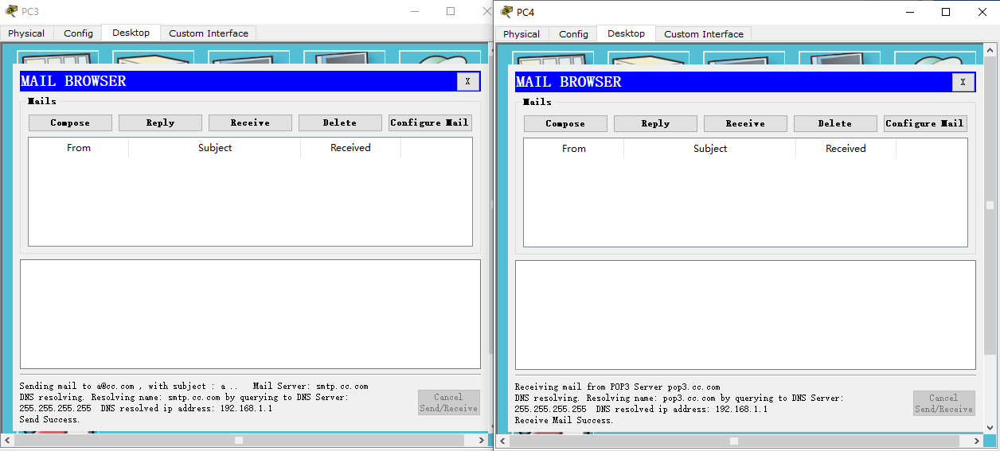 PC3
Physical Config Desktop Custom Interface
MAIL BROWSER X
Mails
Compose Reply Receive Delete Configure Mail
From Subject Received
Sending mail to a@cc.com , with subject : a .. Mail Server: smtp.cc.com
DNS resolving. Resolving name: smtp.cc.com by querying to DNS Server:
255.255.255.255 DNS resolved ip address: 192.168.1.1
Send Success.
Cancel
Send/Receive
PC4
Physical Config Desktop Custom Interface
MAIL BROWSER X
Mails
Compose Reply Receive Delete Configure Mail
From Subject Received
Receiving mail from POP3 Server pop3.cc.com
DNS resolving. Resolving name: pop3.cc.com by querying to DNS Server:
255.255.255.255 DNS resolved ip address: 192.168.1.1
Receive Mail Success.
Cancel
Send/Receive